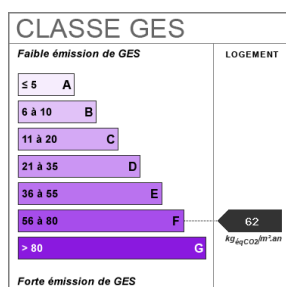 CLASSE GES
Faible émission de GES
LOGEMENT
≤ 5 A
6 à 10 B
11 à 20 C
21 à 35 D
36 à 55 E
56 à 80 F
62
kgéqCO2/m².an
> 80 G
Forte émission de GES